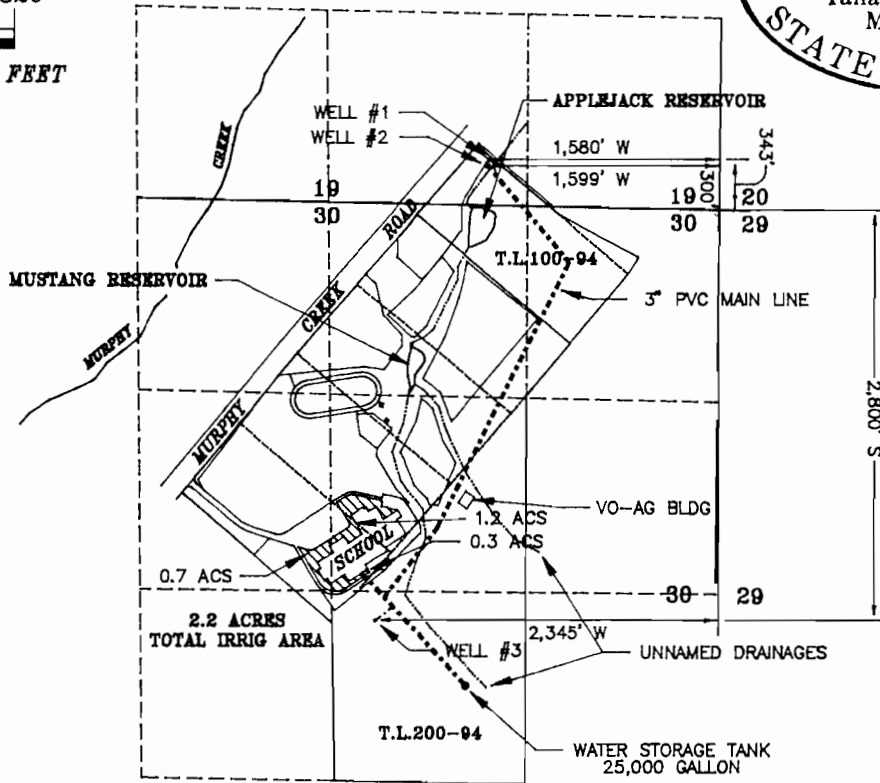 FEET
STATE
CREEK
MURPHY
WELL #1
WELL #2
APPLEJACK RESERVOIR
1,580' W
1,599' W
300'
343'
19
30
19
20
30
29
ROAD
CREEK
MURPHY
T.L.100-94
MUSTANG RESERVOIR
3" PVC MAIN LINE
2,800' S
VO-AG BLDG
1.2 ACS
0.3 ACS
SCHOOL
0.7 ACS
30
29
2.2 ACRES
TOTAL IRRIG AREA
2,345' W
WELL #3
UNNAMED DRAINAGES
T.L.200-94
WATER STORAGE TANK
25,000 GALLON